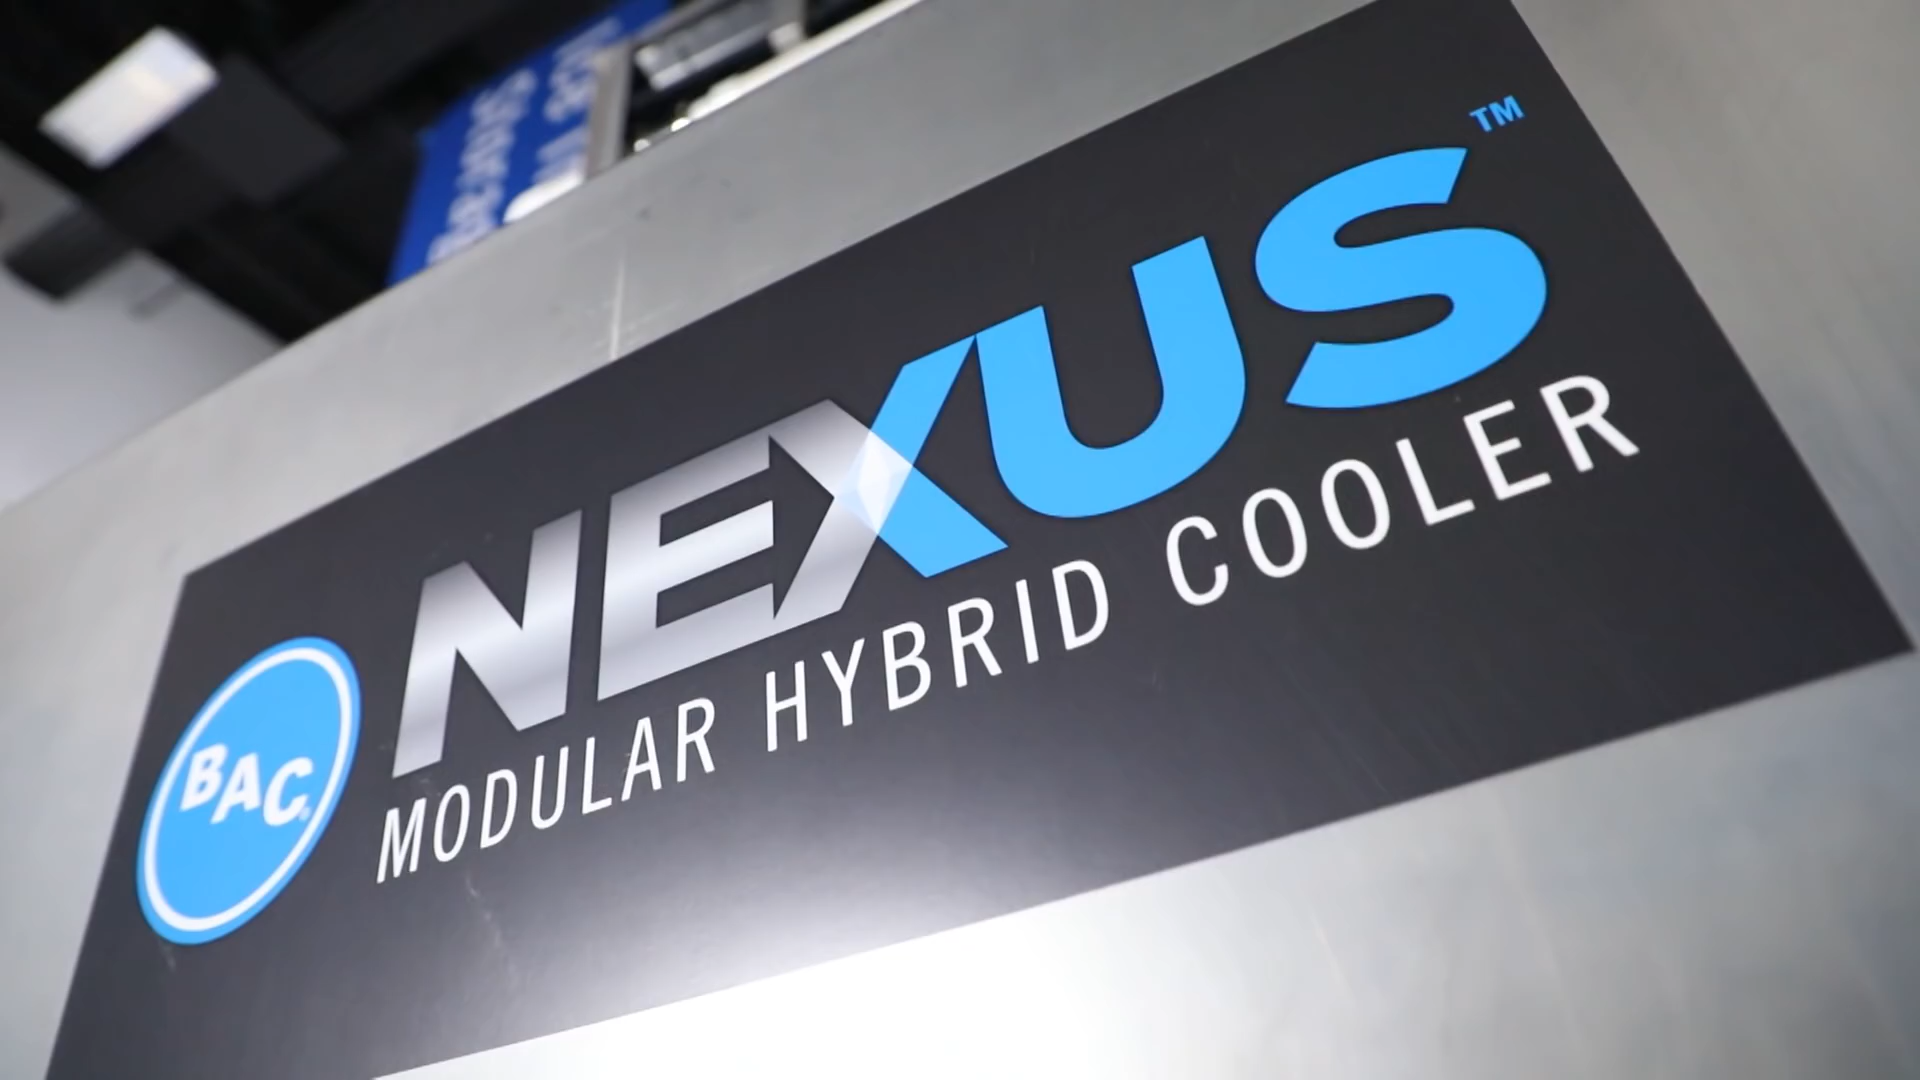 NEXUS™
BAC®
MODULAR HYBRID COOLER